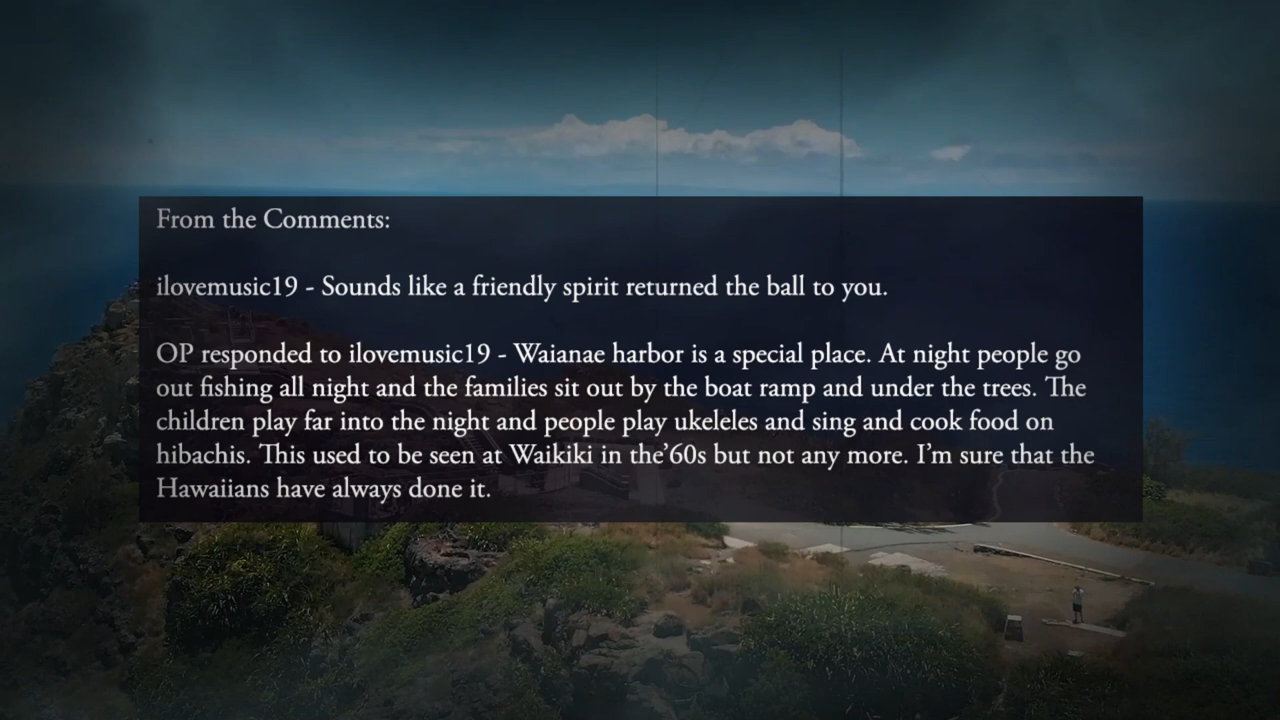 From the Comments:
ilovemusic19 - Sounds like a friendly spirit returned the ball to you.
OP responded to ilovemusic19 - Waianae harbor is a special place. At night people go
out fishing all night and the families sit out by the boat ramp and under the trees. The
children play far into the night and people play ukeleles and sing and cook food on
hibachis. This used to be seen at Waikiki in the'60s but not any more. I'm sure that the
Hawaiians have always done it.